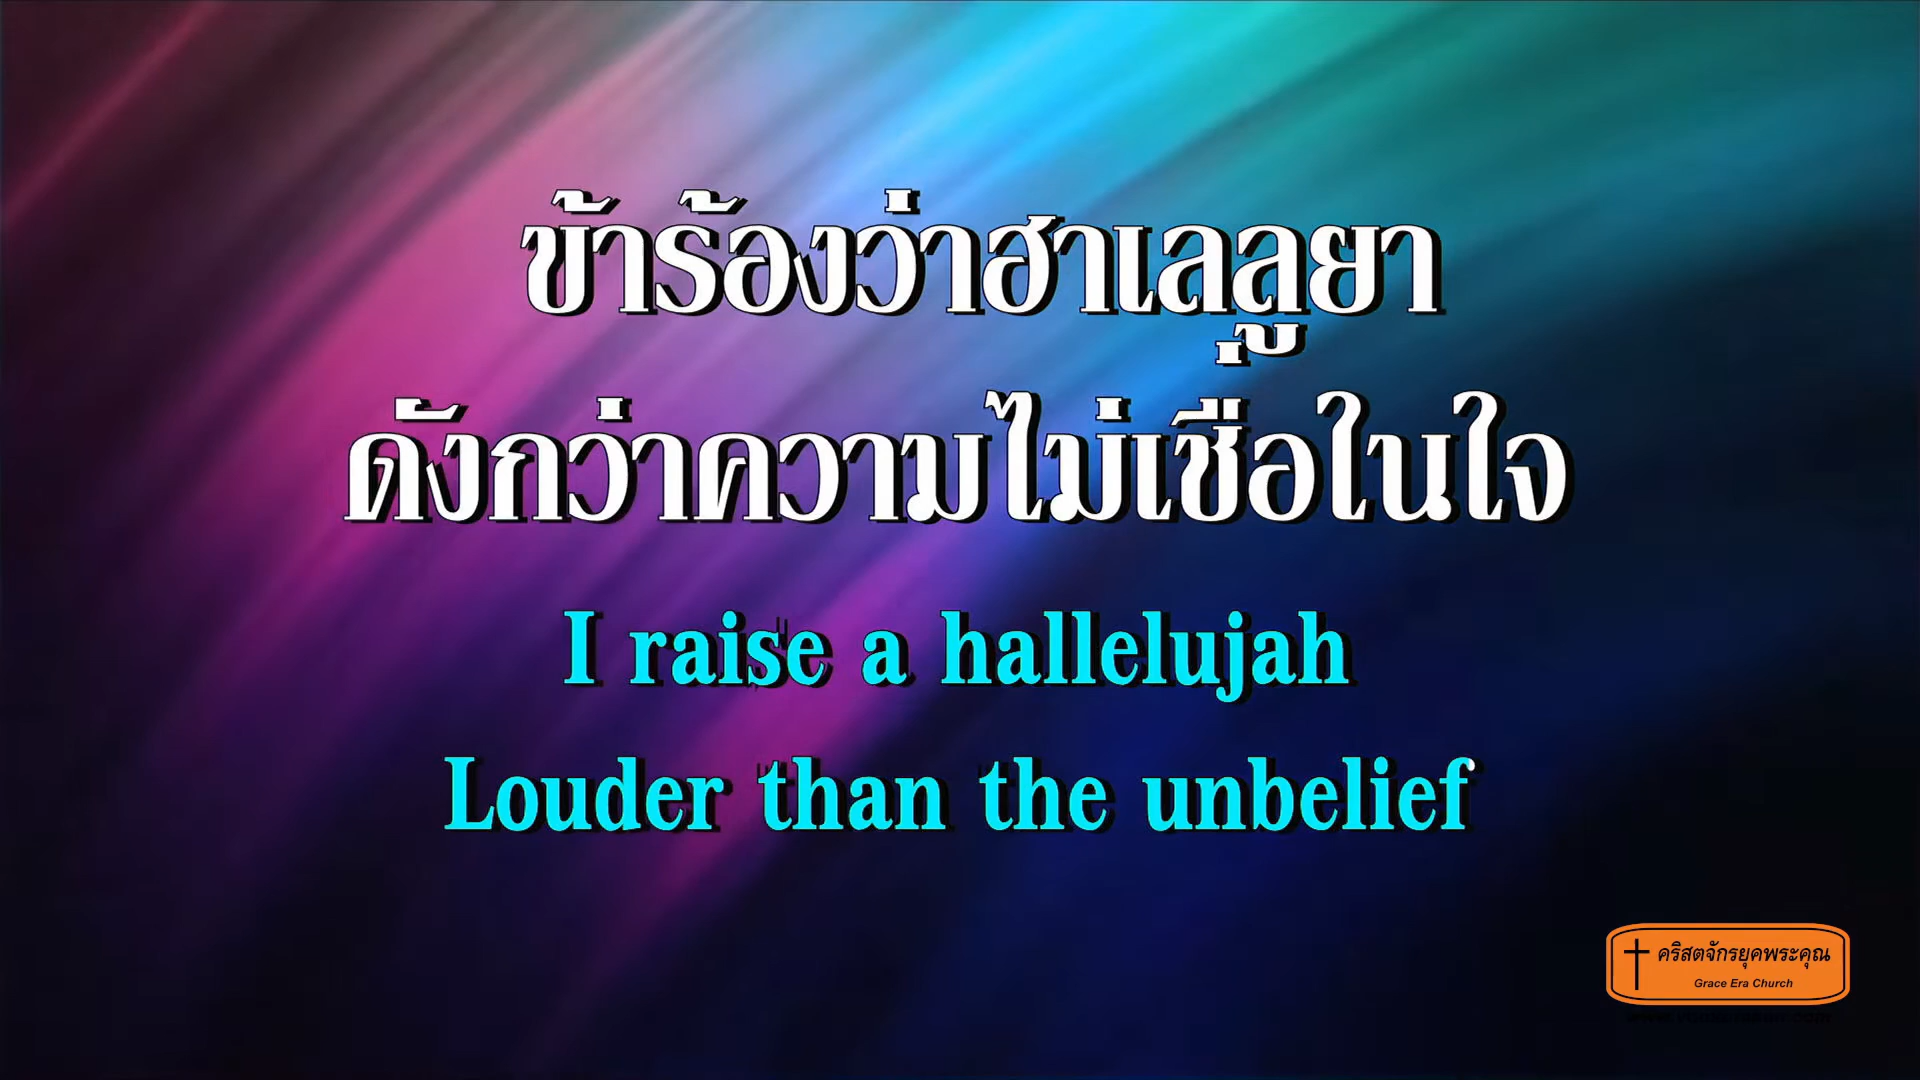 ข้าร้องว่าฮาเลลูยา
ดังกว่าความไม่เชื่อในใจ
I raise a hallelujah
Louder than the unbelief
คริสตจักรยุคพระคุณ
Grace Era Church